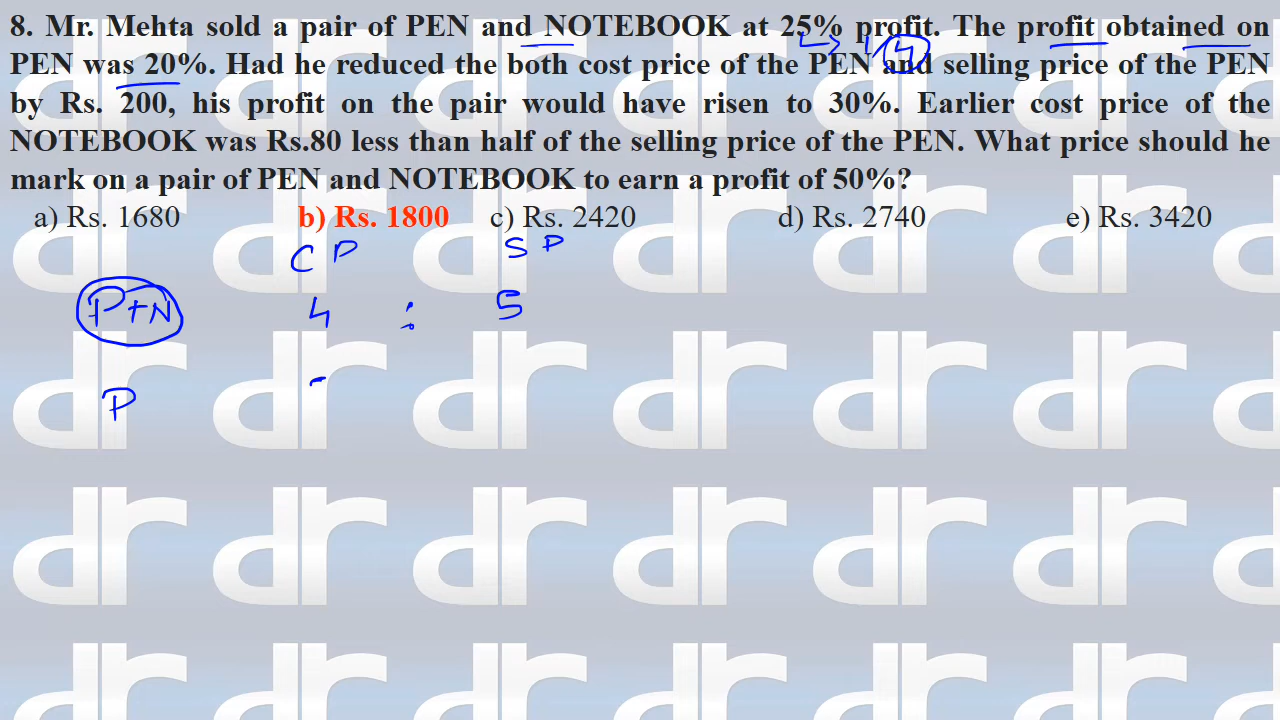 8. Mr. Mehta sold a pair of PEN and NOTEBOOK at 25% profit. The profit obtained on
PEN was 20%. Had he reduced the both cost price of the PEN and selling price of the PEN
by Rs. 200, his profit on the pair would have risen to 30%. Earlier cost price of the
NOTEBOOK was Rs.80 less than half of the selling price of the PEN. What price should he
mark on a pair of PEN and NOTEBOOK to earn a profit of 50%?
a) Rs. 1680 b) Rs. 1800 c) Rs. 2420 d) Rs. 2740 e) Rs. 3420
CP SP
P+N 4 : 5
P